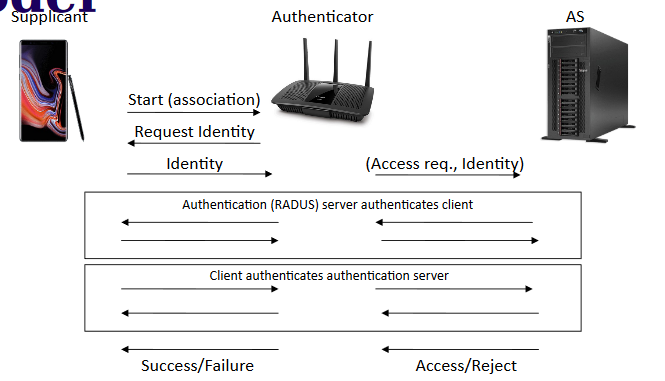 Supplicant
Authenticator
AS
Start (association)
Request Identity
Identity
(Access req., Identity)
Authentication (RADUS) server authenticates client
Client authenticates authentication server
Success/Failure
Access/Reject